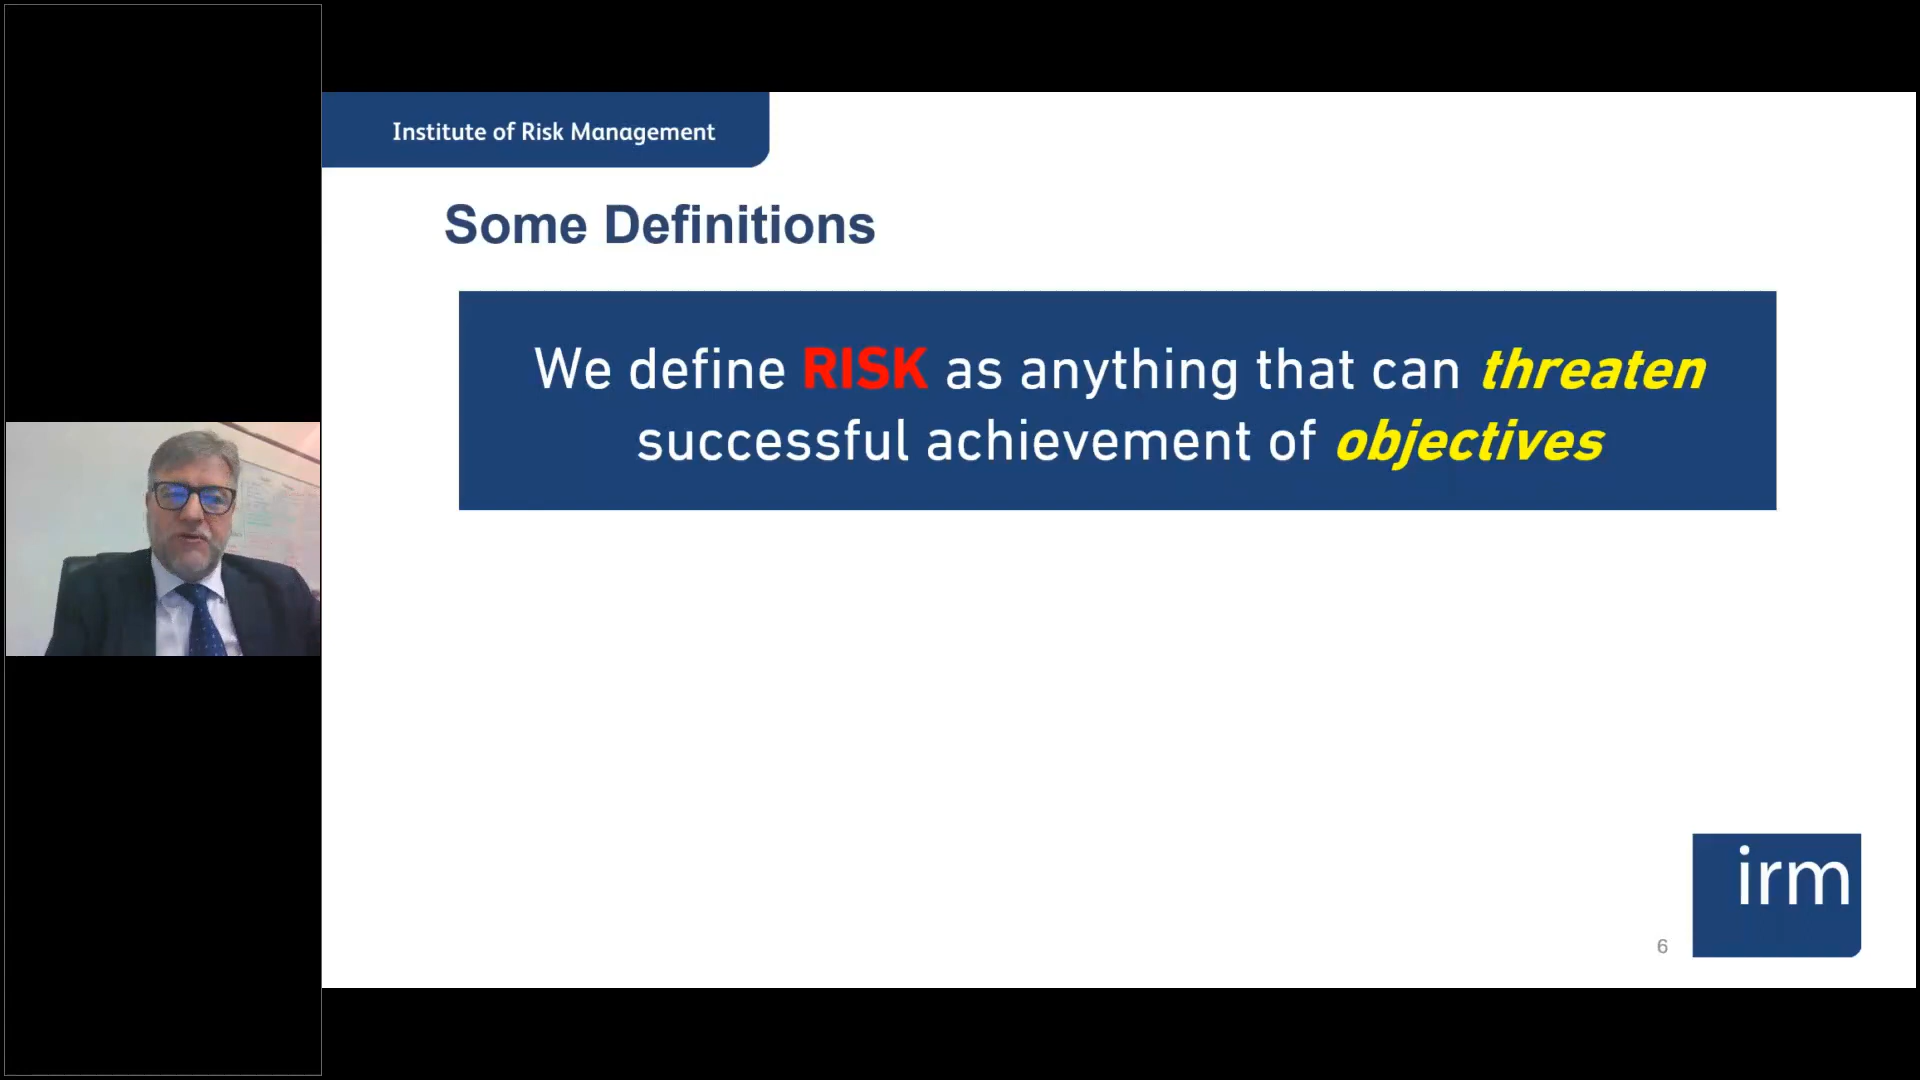 Institute of Risk Management
Some Definitions
We define RISK as anything that can threaten
successful achievement of objectives
irm
6